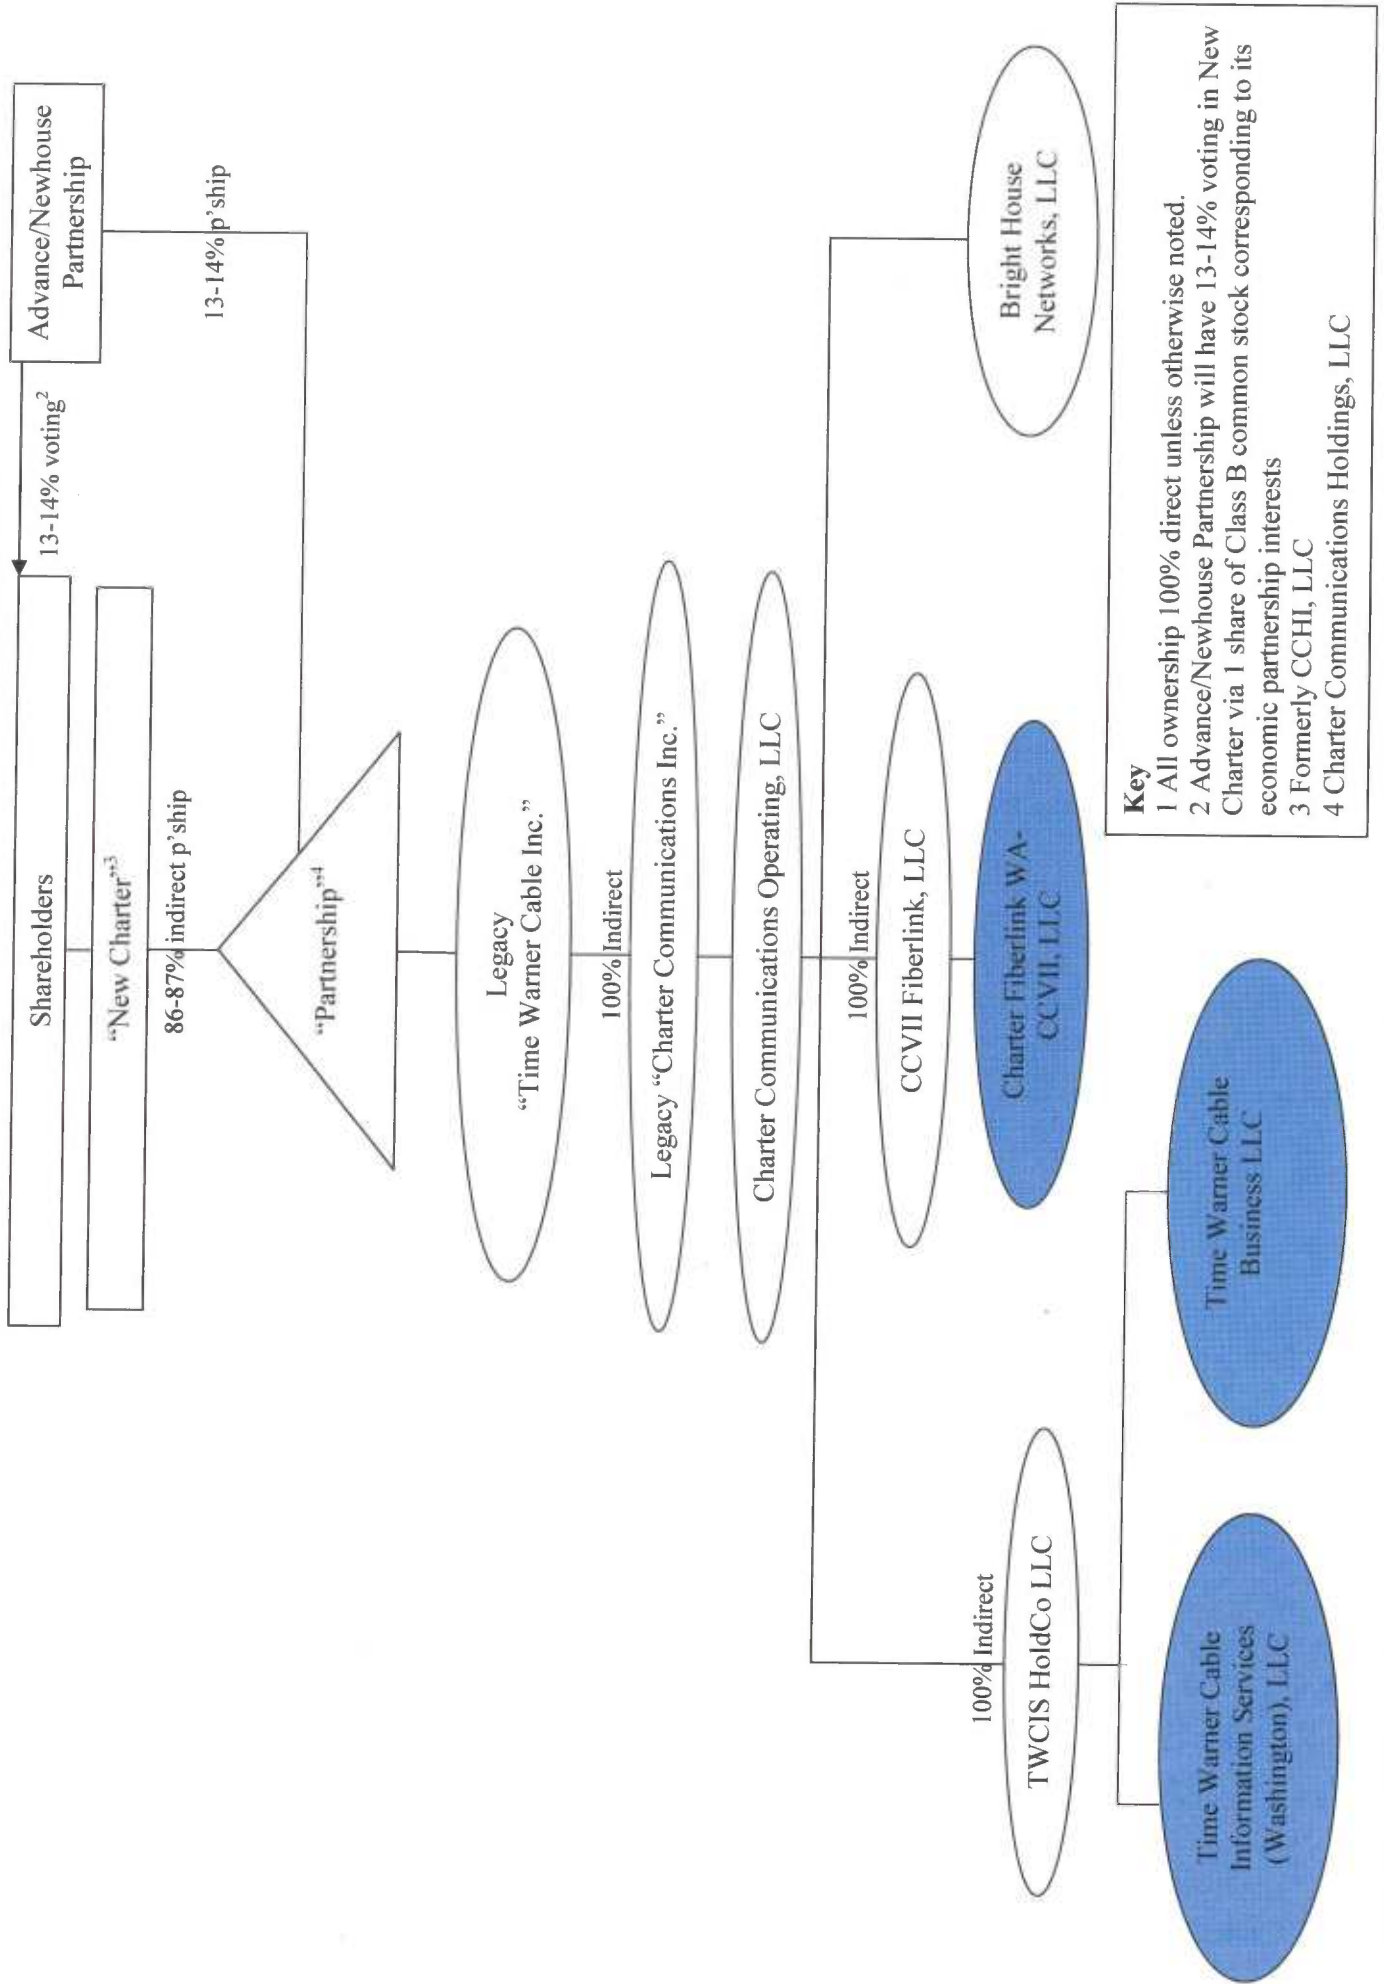 Advance/Newhouse
Partnership
13-14% voting2
13-14% p'ship
Shareholders
“New Charter”3
86-87% indirect p'ship
“Partnership”4
Legacy
“Time Warner Cable Inc.”
100% Indirect
Legacy “Charter Communications Inc.”
Charter Communications Operating, LLC
100% Indirect
CCVII Fiberlink, LLC
Charter Fiberlink WA-
CCVII, LLC
Bright House
Networks, LLC
100% Indirect
TWCIS HoldCo LLC
Time Warner Cable
Information Services
(Washington), LLC
Time Warner Cable
Business LLC
Key
1 All ownership 100% direct unless otherwise noted.
2 Advance/Newhouse Partnership will have 13-14% voting in New
Charter via 1 share of Class B common stock corresponding to its
economic partnership interests
3 Formerly CCHI, LLC
4 Charter Communications Holdings, LLC